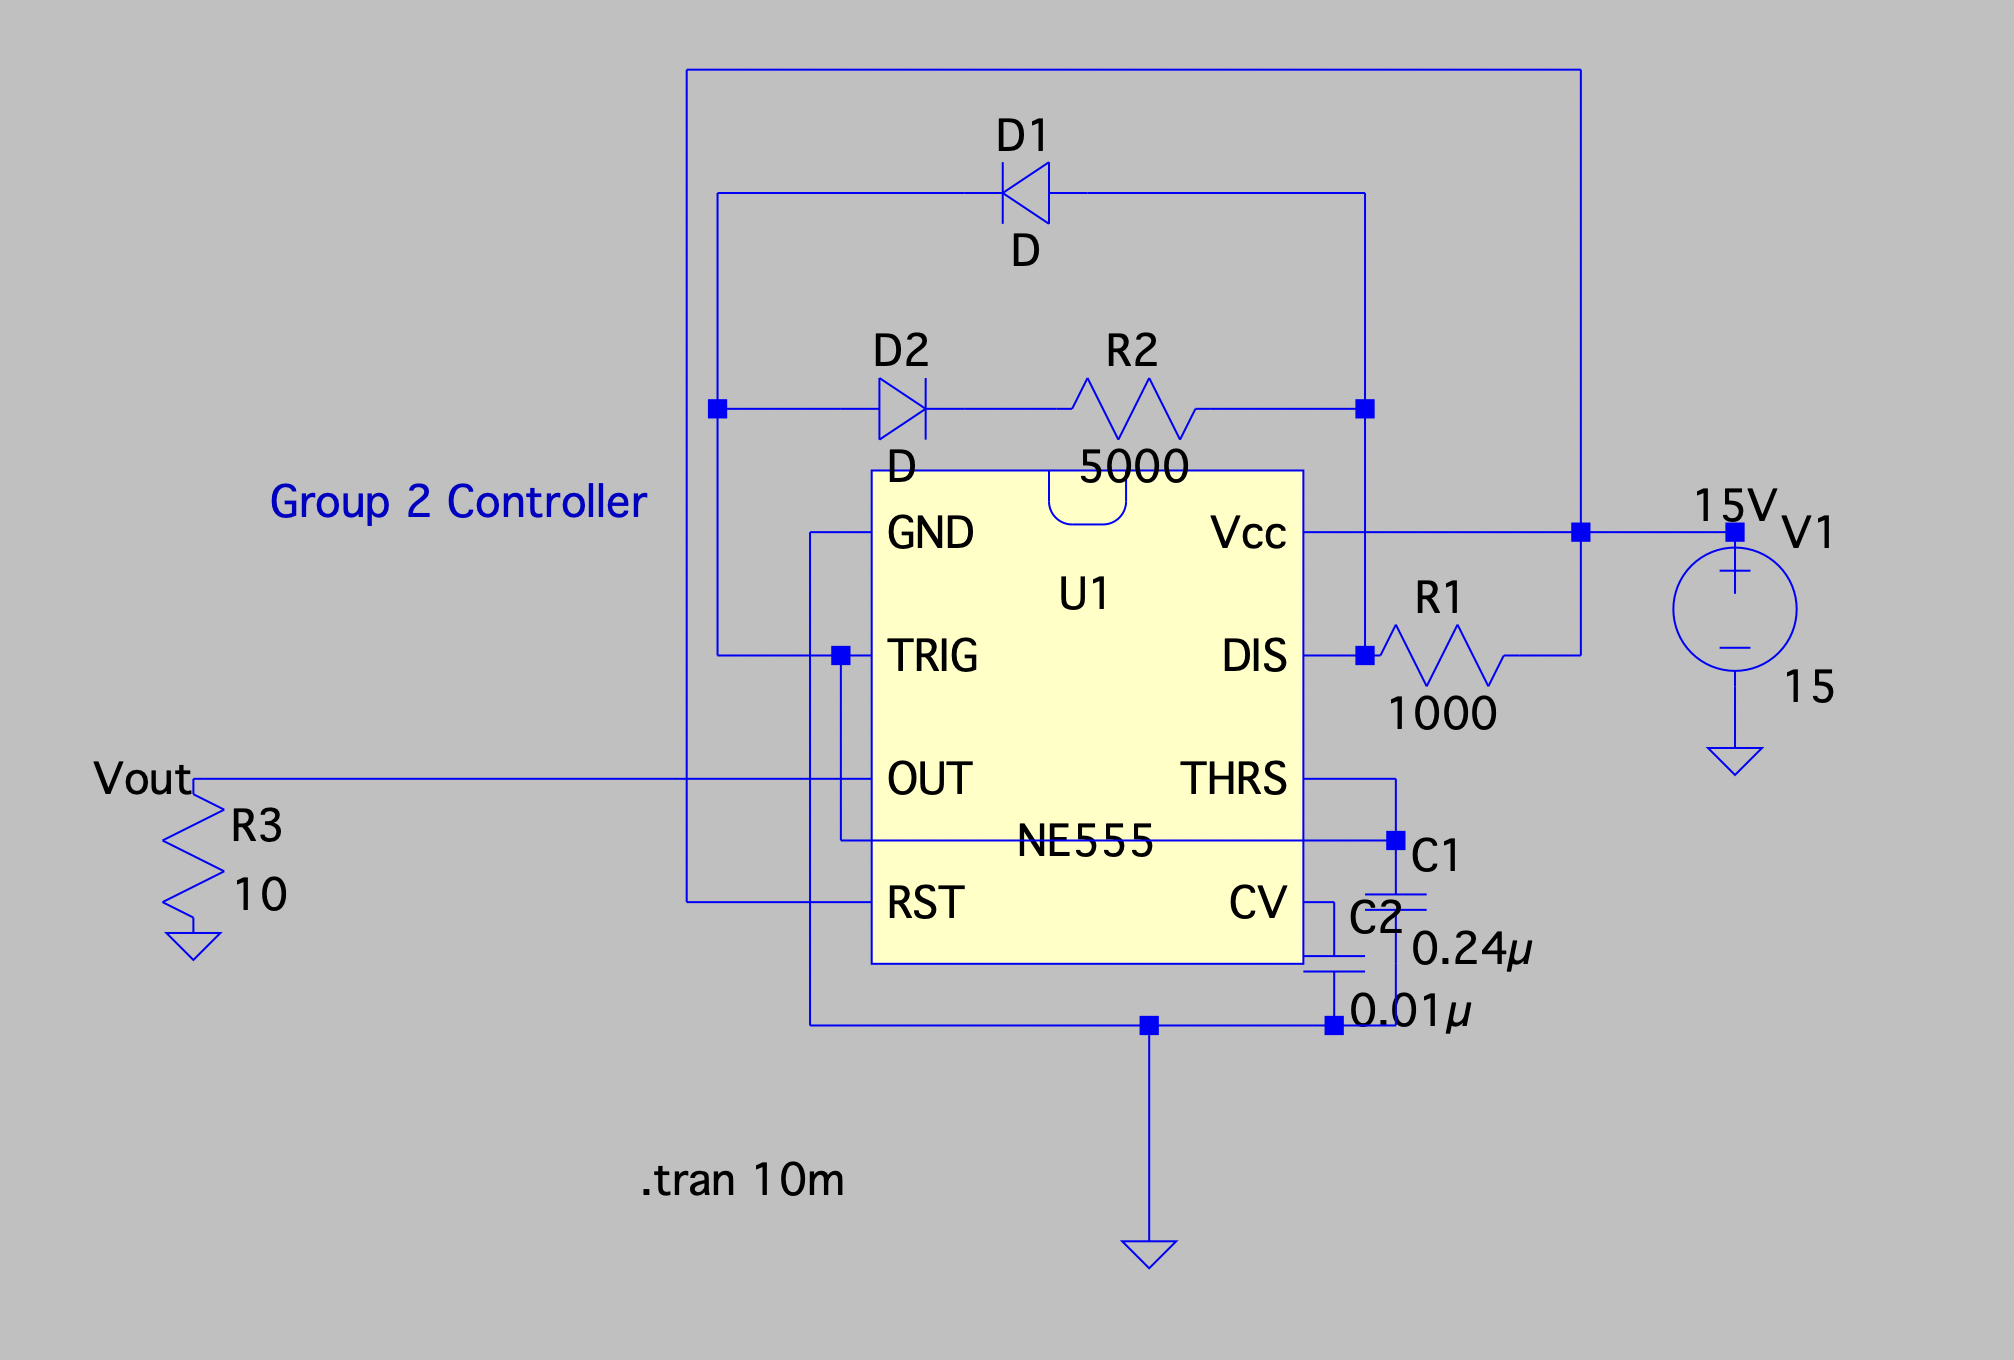 D1
D
D2
R2
D
5000
Group 2 Controller
15V
V1
GND
Vcc
U1
R1
TRIG
DIS
15
1000
Vout
OUT
THRS
R3
NE555
C1
10
RST
CV
C2
0.24µ
0.01µ
.tran 10m